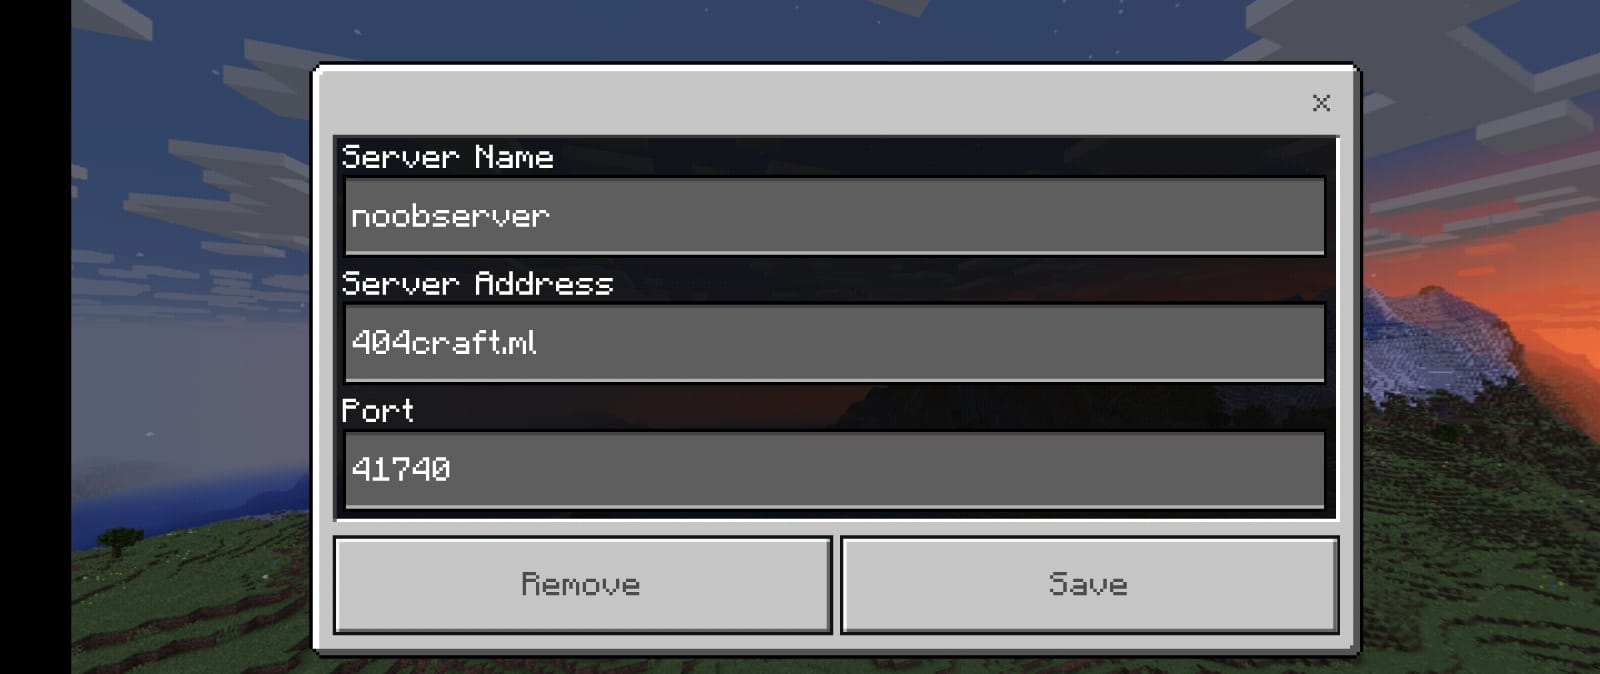 Server Name
noobserver
Server Address
404craft.ml
Port
41740
Remove
Save